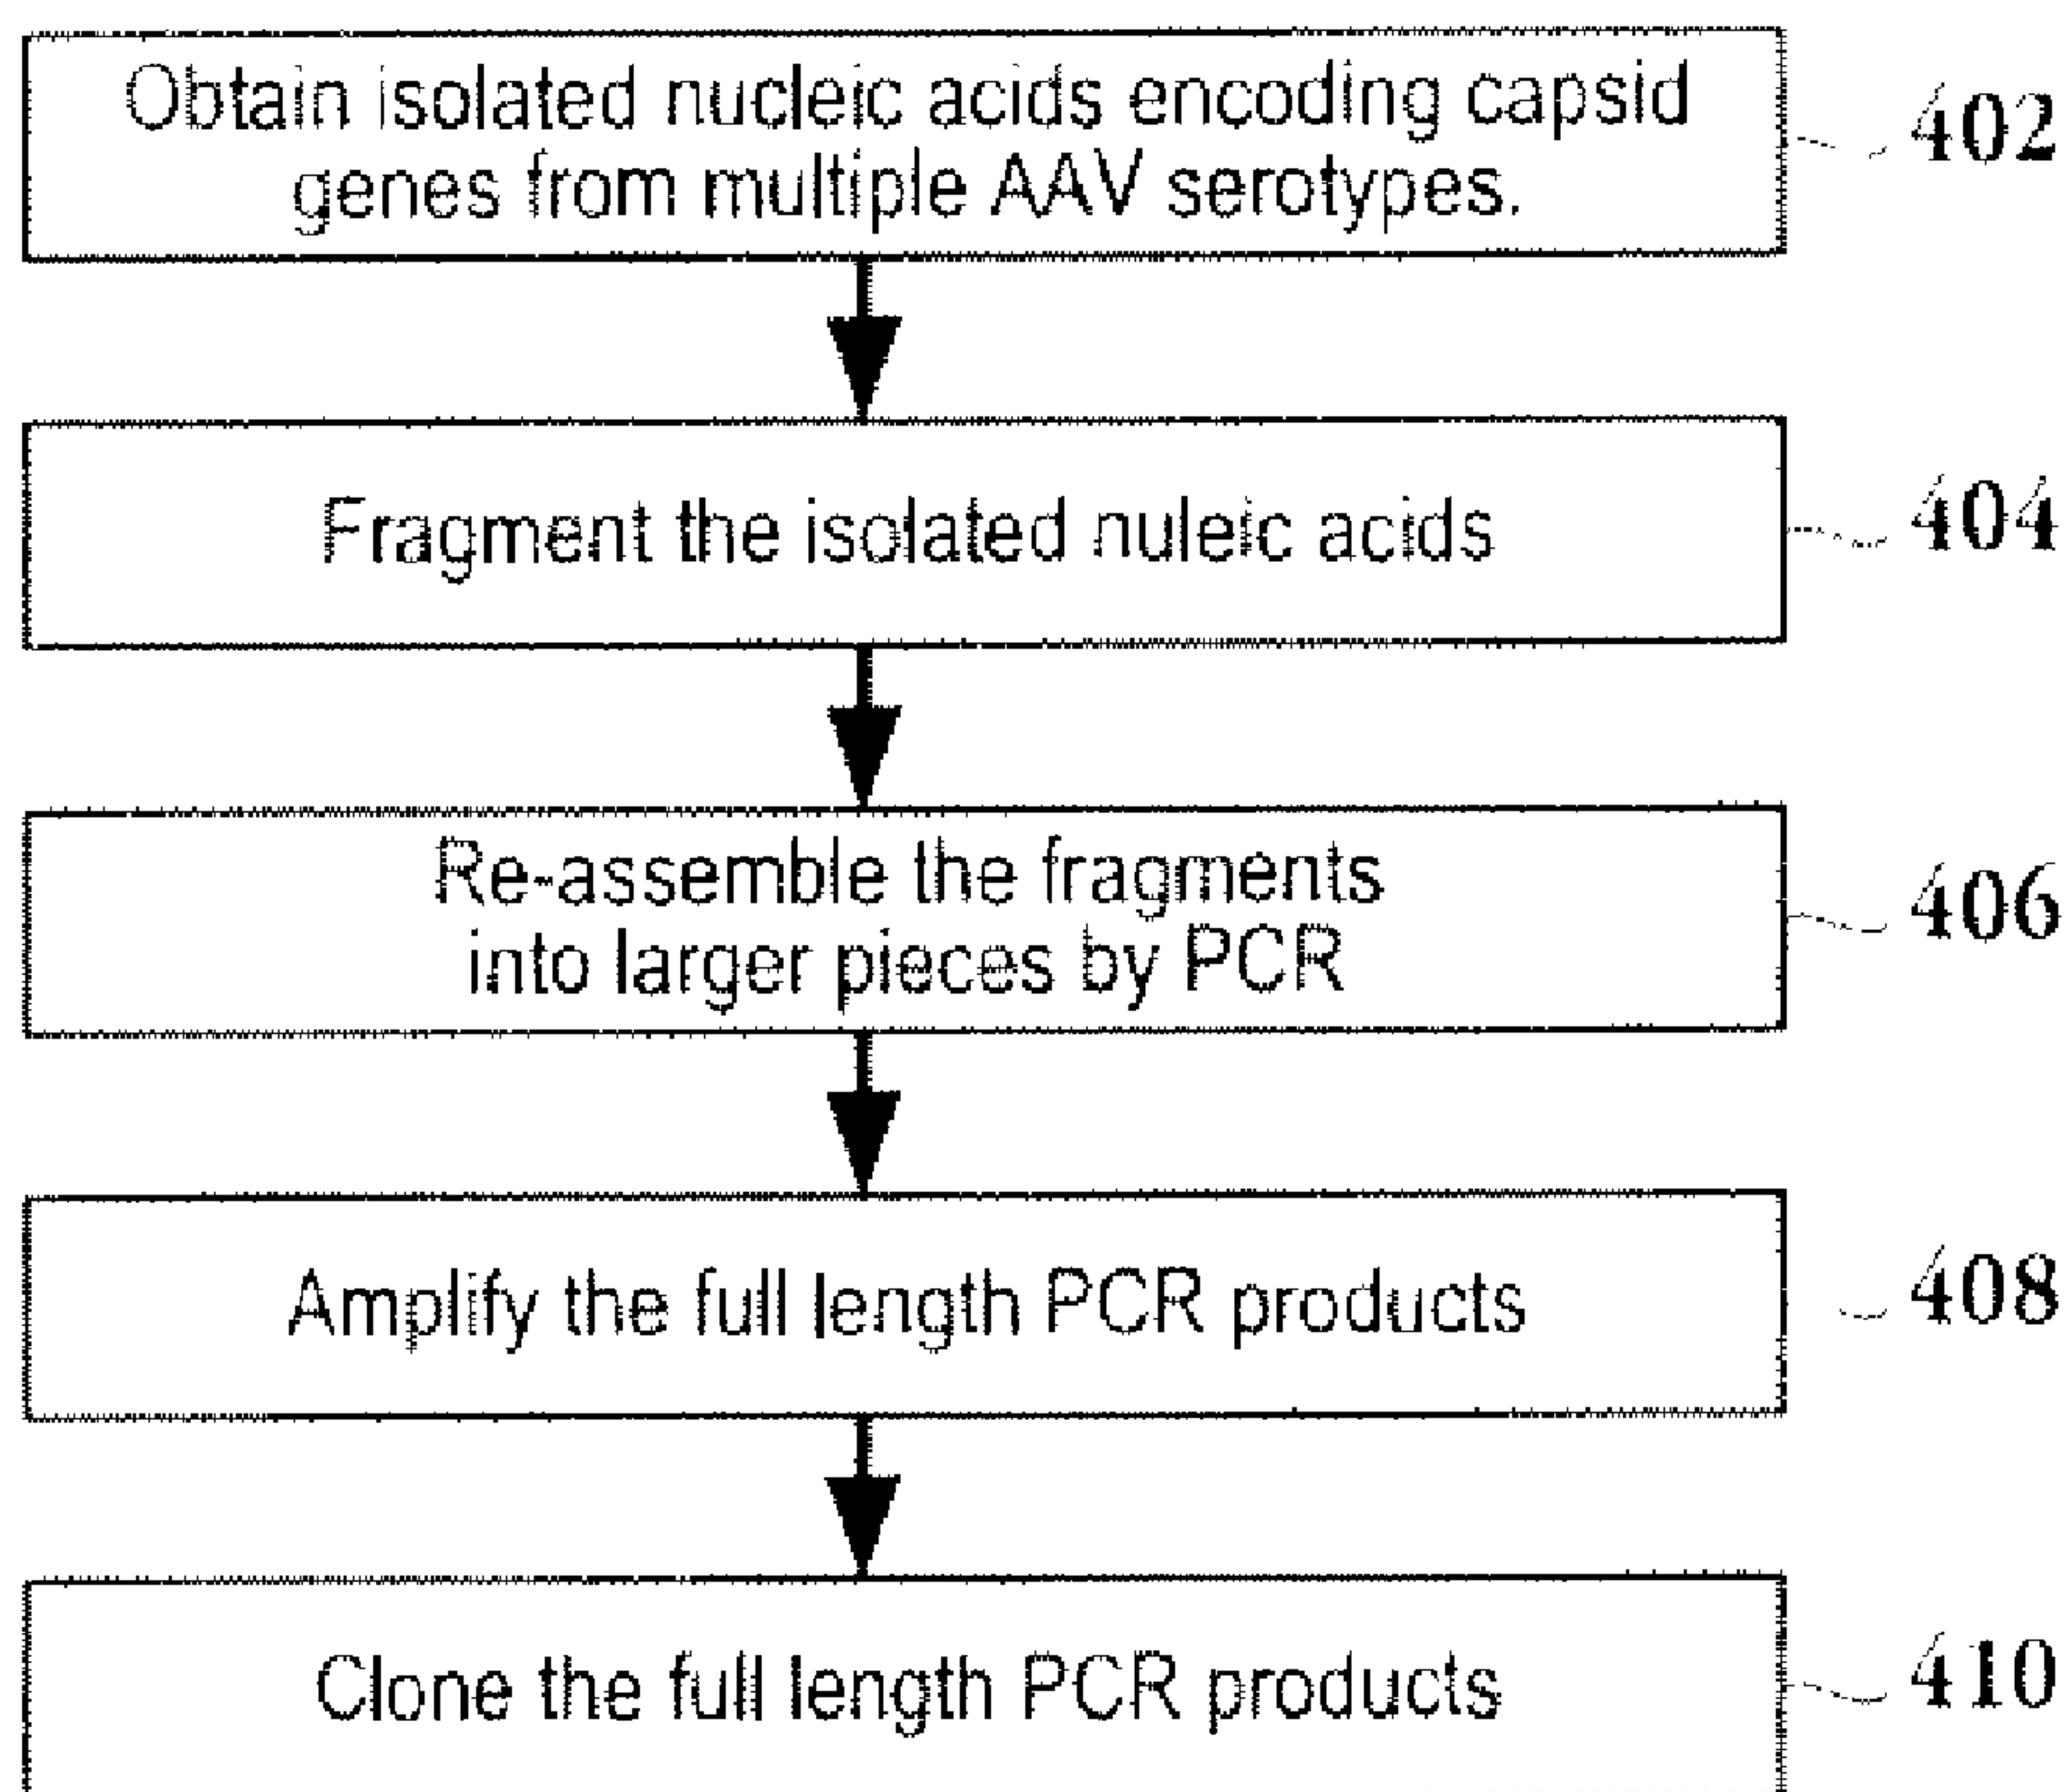 Obtain isolated nucleic acids encoding capsid
genes from multiple AAV serotypes.
402
Fragment the isolated nuleic acids
404
Re-assemble the fragments
into larger pieces by PCR
406
Amplify the full length PCR products
408
Clone the full length PCR products
410